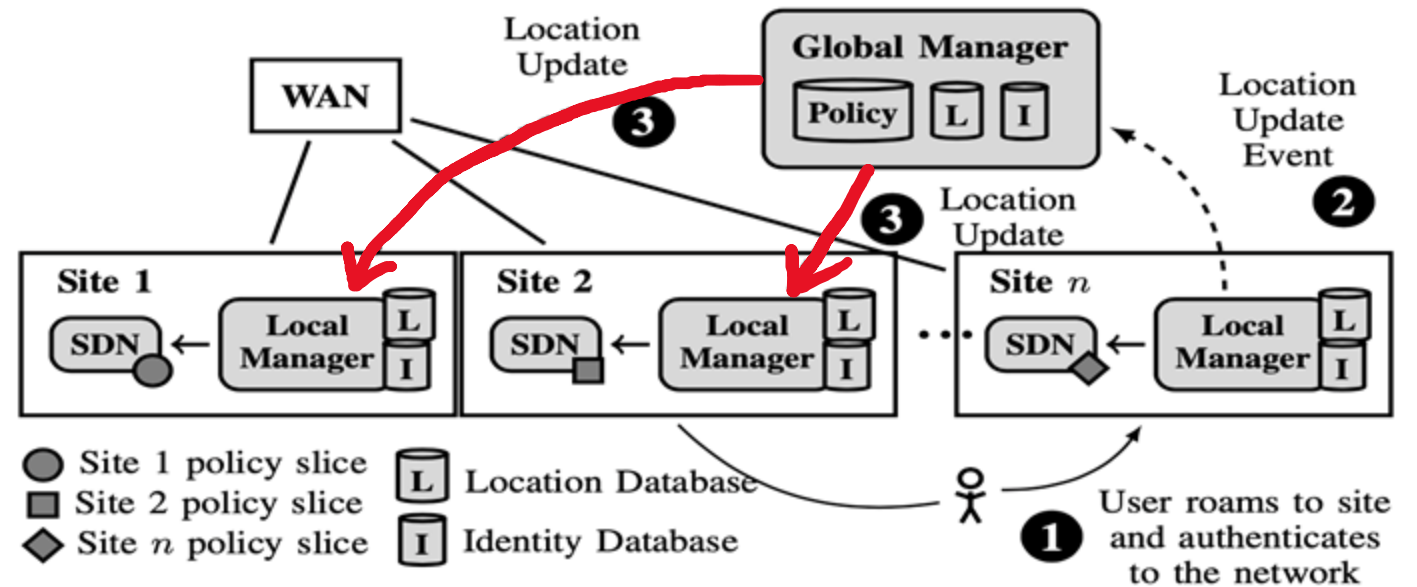 Location
Update
Global Manager
WAN
Policy
L
I
3
Location
Update
Event
2
3
Location
Update
Site 1
SDN
Local
Manager
L
I
Site 2
SDN
Local
Manager
L
I
...
Site n
SDN
Local
Manager
L
I
Site 1 policy slice
Site 2 policy slice
Site n policy slice
L
Location Database
I
Identity Database
1
User roams to site
and authenticates
to the network